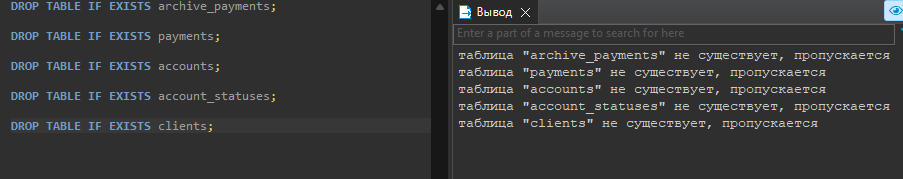 DROP TABLE IF EXISTS archive_payments;
DROP TABLE IF EXISTS payments;
DROP TABLE IF EXISTS accounts;
DROP TABLE IF EXISTS account_statuses;
DROP TABLE IF EXISTS clients;
Вывод
Enter a part of a message to search for here
таблица "archive_payments" не существует, пропускается
таблица "payments" не существует, пропускается
таблица "accounts" не существует, пропускается
таблица "account_statuses" не существует, пропускается
таблица "clients" не существует, пропускается